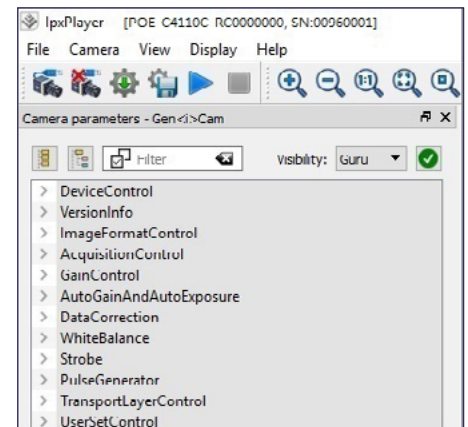 IpxPlayer [POE C4110C RC0000000, SN:00960001]
File Camera View Display Help
Camera parameters - Gen<i>Cam
Filter Visibility: Guru
DeviceControl
VersionInfo
ImageFormatControl
AcquisitionControl
GainControl
AutoGainAndAutoExposure
DataCorrection
WhiteBalance
Strobe
PulseGenerator
TransportLayerControl
UserSetControl